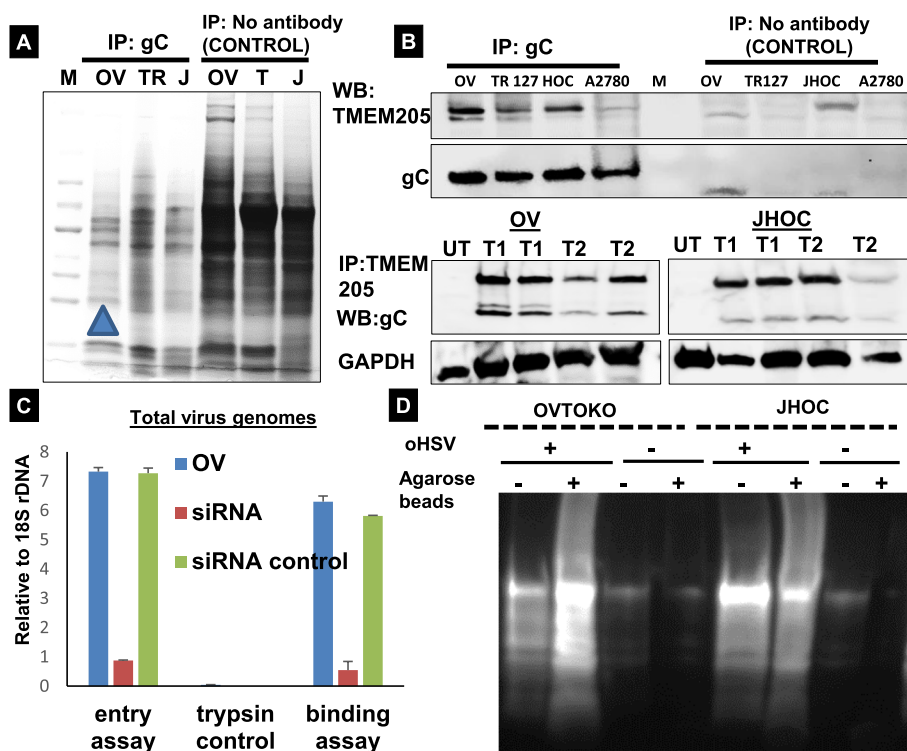 A
IP: gC
IP: No antibody
(CONTROL)
M OV TR J OV T J
B
IP: gC
IP: No antibody
(CONTROL)
OV TR 127 HOC A2780 M OV TR127 JHOC A2780
WB:
TMEM205
gC
OV
JHOC
UT T1 T1 T2 T2
UT T1 T1 T2 T2
IP:TMEM
205
WB:gC
GAPDH
C
Total virus genomes
Relative to 18S rDNA
8
7
6
5
4
3
2
1
0
OV
siRNA
siRNA control
entry
assay
trypsin
control
binding
assay
D
OVTOKO JHOC
oHSV + - + -
Agarose
beads
- + - + - + - +